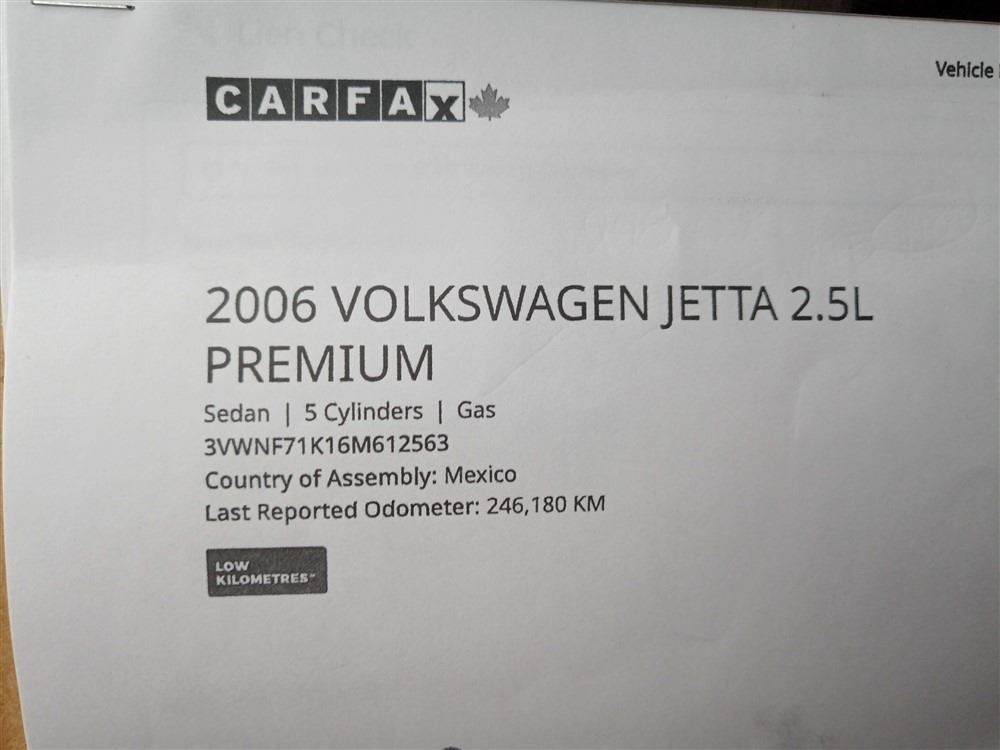 Vehicle
CARFAX
2006 VOLKSWAGEN JETTA 2.5L
PREMIUM
Sedan | 5 Cylinders | Gas
3VWNF71K16M612563
Country of Assembly: Mexico
Last Reported Odometer: 246,180 KM
LOW
KILOMETRES™